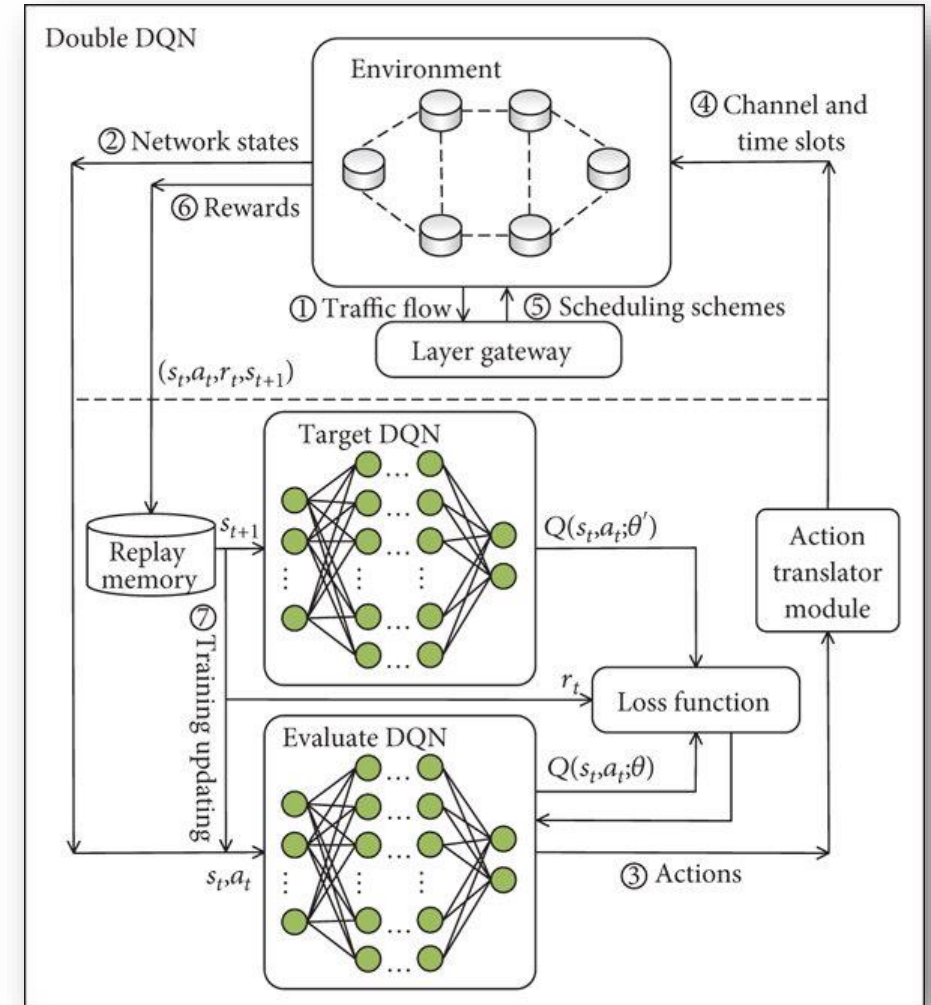 Double DQN
Environment
② Network states
⑥ Rewards
④ Channel and
time slots
① Traffic flow
⑤ Scheduling schemes
Layer gateway
(s_t,a_t,r_t,s_{t+1})
Target DQN
Replay
memory
s_{t+1}
...
...
⋮
⋮
⋮
...
...
Q(s_t,a_t;θ′)
Action
translator
module
⑦ Training updating
r_t
Loss function
Evaluate DQN
...
...
...
⋮
⋮
⋮
...
...
Q(s_t,a_t;θ)
s_t,a_t
③ Actions